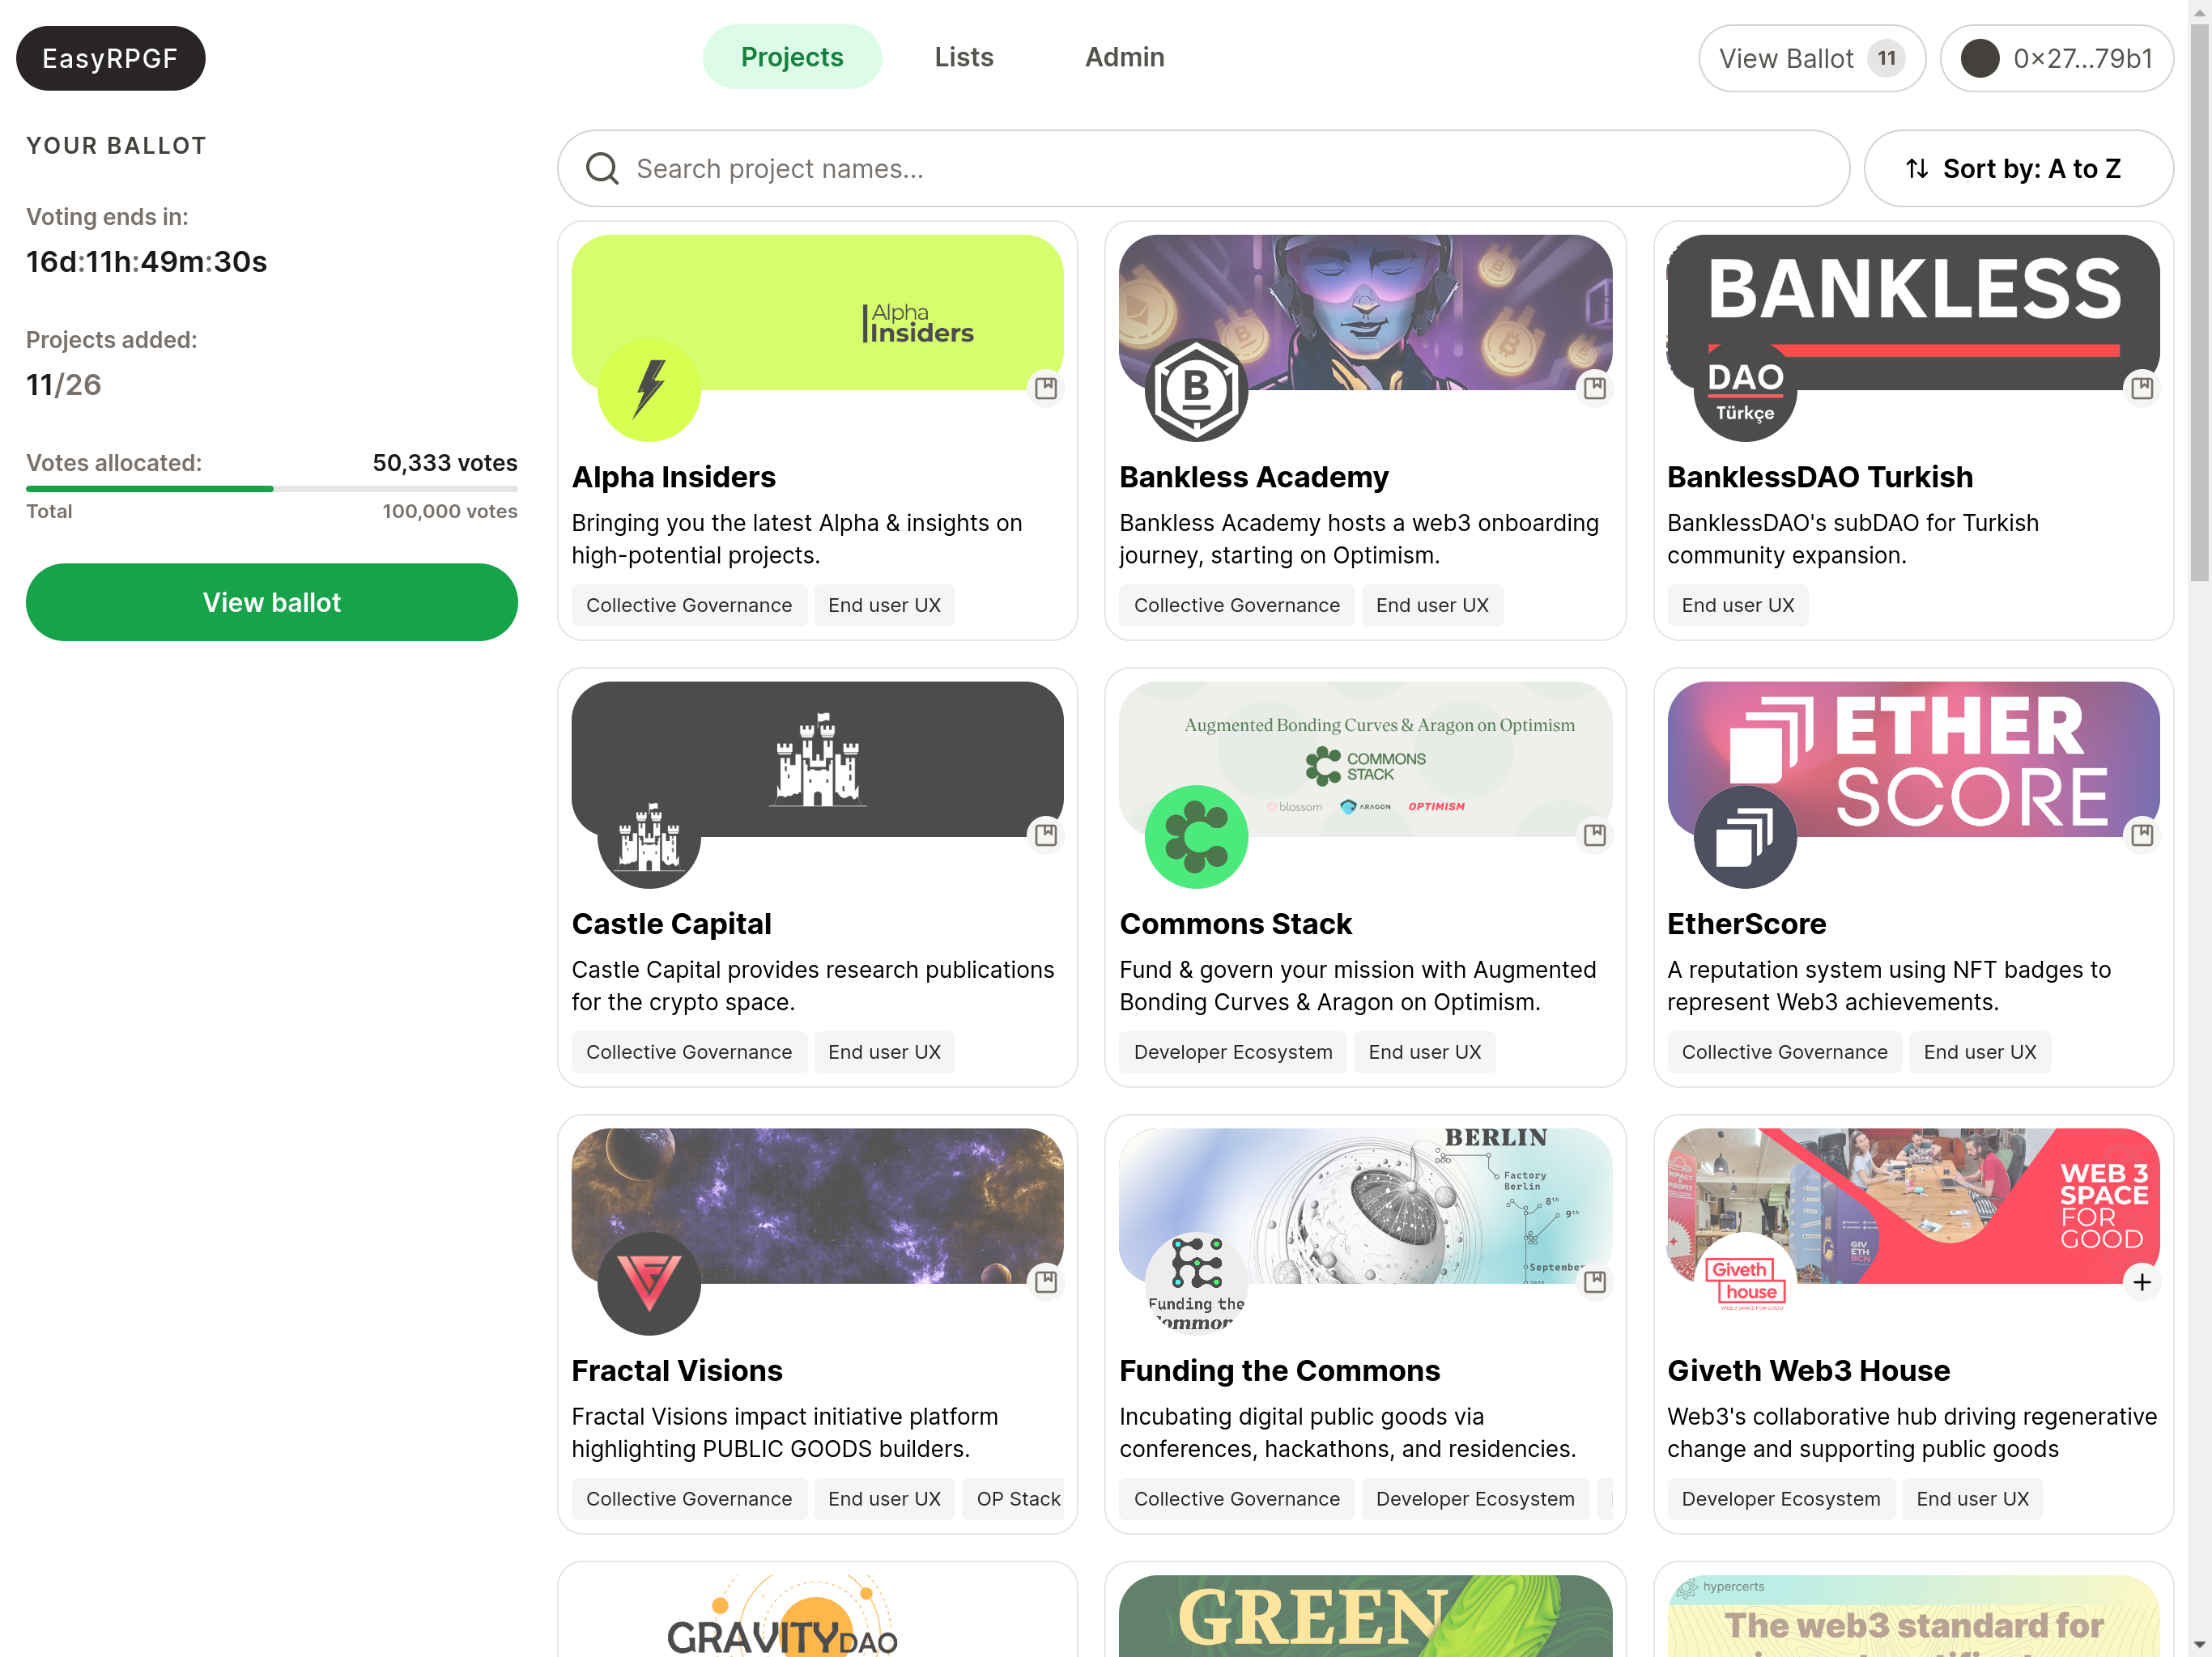 EasyRPGF
Projects
Lists
Admin
View Ballot 11
0×27...79b1
YOUR BALLOT
Voting ends in:
16d:11h:49m:30s
Projects added:
11/26
Votes allocated: 50,333 votes
Total 100,000 votes
View ballot
Search project names...
Sort by: A to Z
Alpha
Insiders
Alpha Insiders
Bringing you the latest Alpha & insights on
high-potential projects.
Collective Governance End user UX
Bankless Academy
Bankless Academy hosts a web3 onboarding
journey, starting on Optimism.
Collective Governance End user UX
BANKLESS
DAO
Türkçe
BanklessDAO Turkish
BanklessDAO's subDAO for Turkish
community expansion.
End user UX
Castle Capital
Castle Capital provides research publications
for the crypto space.
Collective Governance End user UX
Augmented Bonding Curves & Aragon on Optimism
COMMONS
STACK
blossom ARAGON OPTIMISM
Commons Stack
Fund & govern your mission with Augmented
Bonding Curves & Aragon on Optimism.
Developer Ecosystem End user UX
ETHER
SCORE
EtherScore
A reputation system using NFT badges to
represent Web3 achievements.
Collective Governance End user UX
Fractal Visions
Fractal Visions impact initiative platform
highlighting PUBLIC GOODS builders.
Collective Governance End user UX OP Stack
BERLIN
Factory
Berlin
8th
9th
September
Funding the
Commons
Funding the Commons
Incubating digital public goods via
conferences, hackathons, and residencies.
Collective Governance Developer Ecosystem
WEB 3
SPACE
FOR
GOOD
GIV
ETH
BCN
Giveth
house
WEB 3 SPACE FOR GOOD
Giveth Web3 House
Web3's collaborative hub driving regenerative
change and supporting public goods
Developer Ecosystem End user UX
GRAVITYDAO
GREEN
hypercerts
The web3 standard for